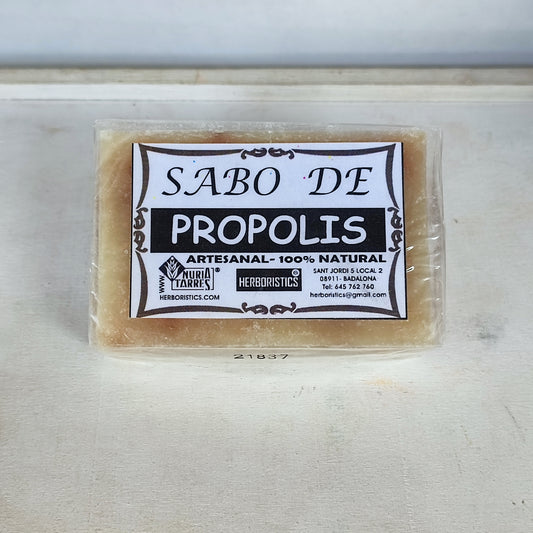 SABO DE
PROPOLIS
ARTESANAL- 100% NATURAL
WWW.
NURIA ®
TARRES
HERBORISTICS.COM
HERBORISTICS ®
SANT JORDI 5 LOCAL 2
08911- BADALONA
Tel: 645 762 760
herboristics@gmail.com
21837